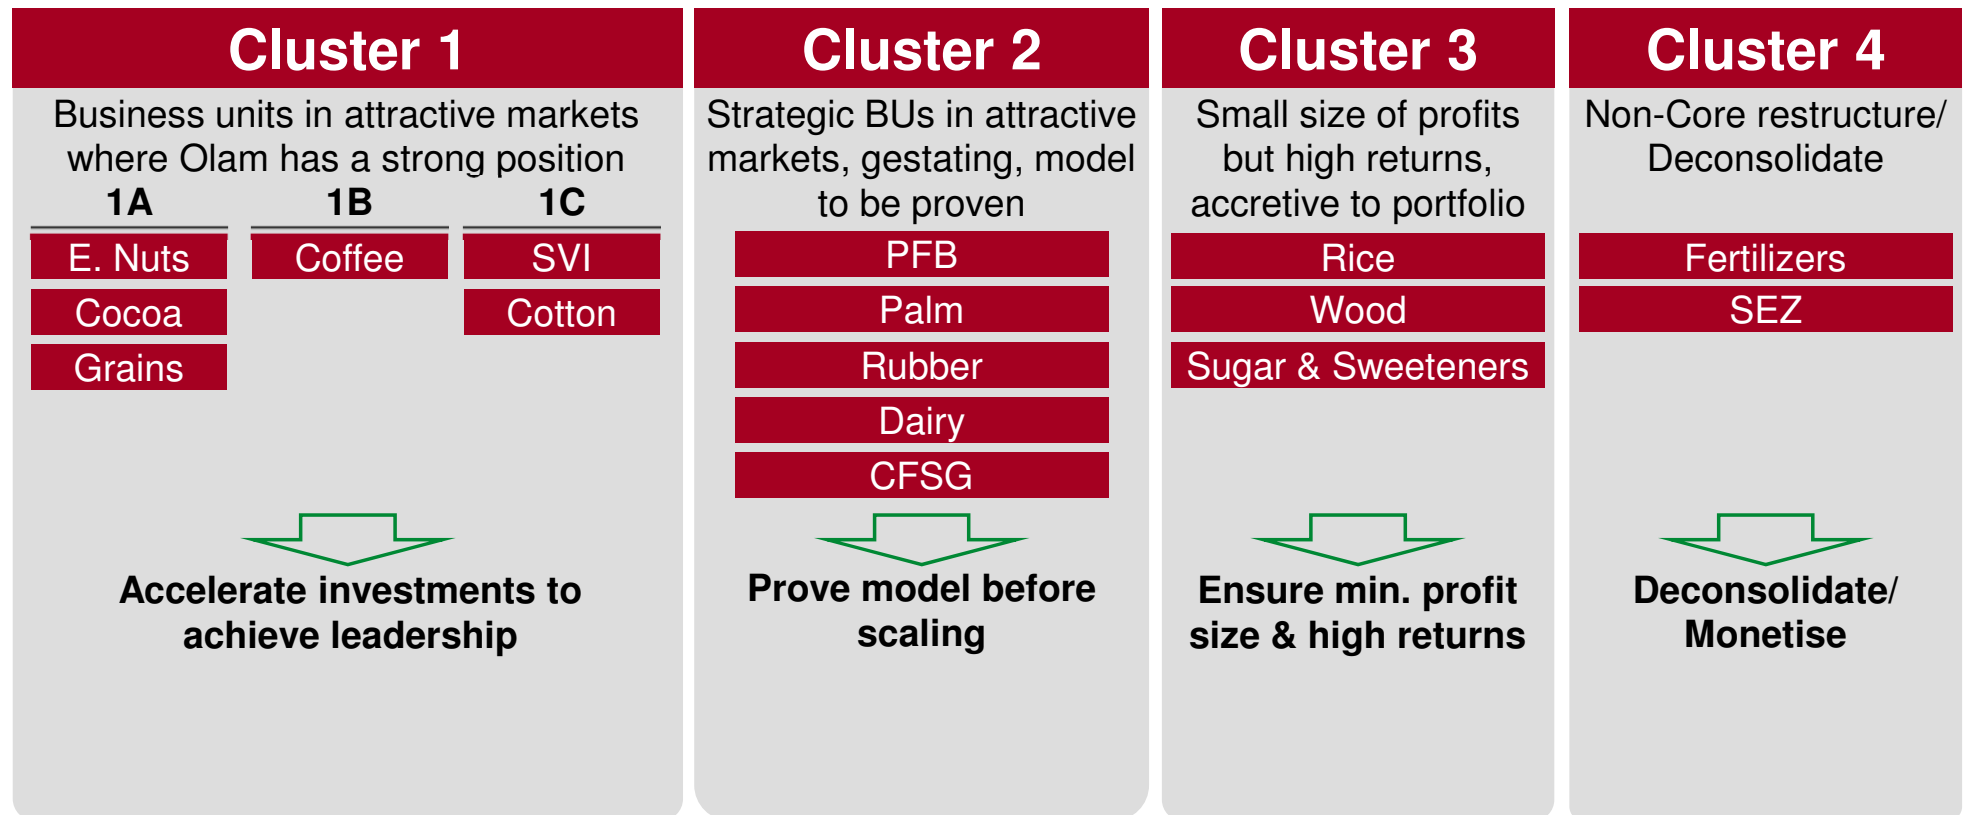 Cluster 1
Business units in attractive markets
where Olam has a strong position
1A
E. Nuts
Cocoa
Grains
1B
Coffee
1C
SVI
Cotton
Accelerate investments to
achieve leadership
Cluster 2
Strategic BUs in attractive
markets, gestating, model
to be proven
PFB
Palm
Rubber
Dairy
CFSG
Prove model before
scaling
Cluster 3
Small size of profits
but high returns,
accretive to portfolio
Rice
Wood
Sugar & Sweeteners
Ensure min. profit
size & high returns
Cluster 4
Non-Core restructure/
Deconsolidate
Fertilizers
SEZ
Deconsolidate/
Monetise